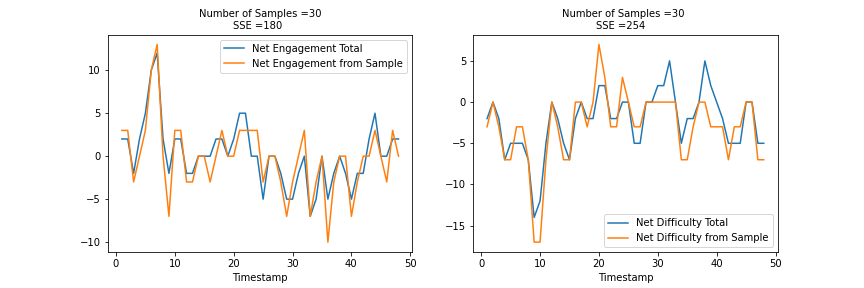 Number of Samples =30
SSE =180
Net Engagement Total
Net Engagement from Sample
10
5
0
−5
−10
0
10
20
30
40
50
Timestamp
Number of Samples =30
SSE =254
5
0
−5
−10
−15
Net Difficulty Total
Net Difficulty from Sample
0
10
20
30
40
50
Timestamp